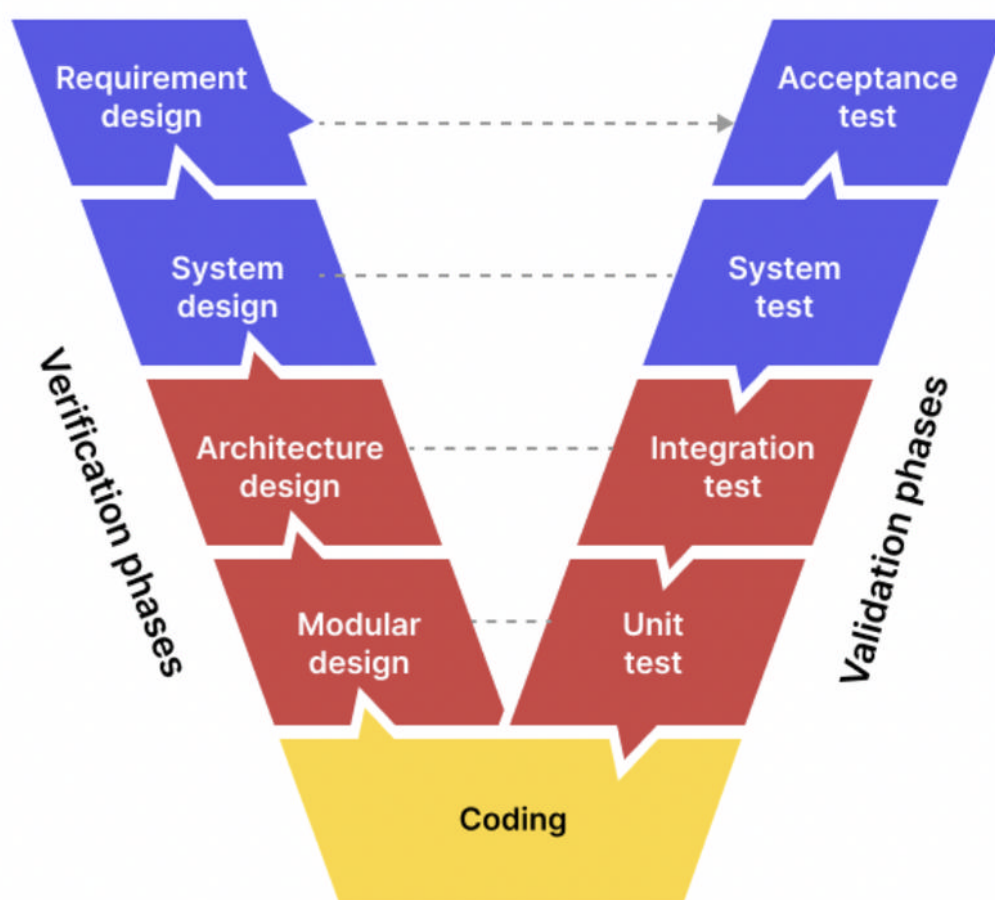 Requirement
design
Acceptance
test
System
design
System
test
Verification phases
Architecture
design
Integration
test
Validation phases
Modular
design
Unit
test
Coding